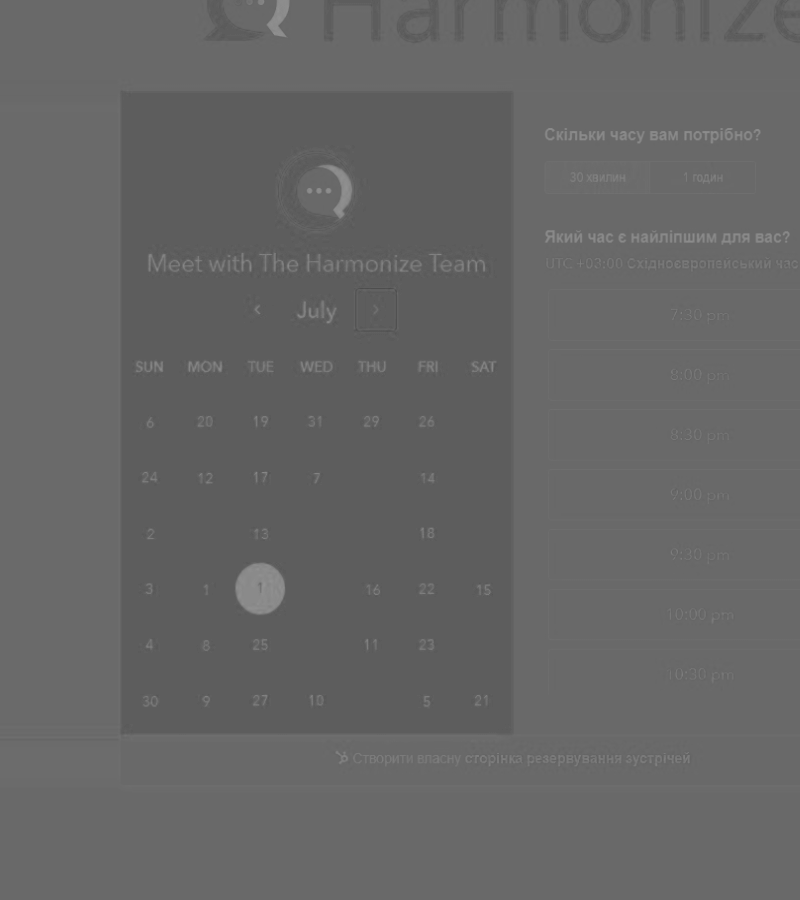 Harmonize
Скільки часу вам потрібно?
30 хвилин 1 годин
Який час є найліпшим для вас?
UTC +03:00 Східноєвропейський час
Meet with The Harmonize Team
July
SUN MON TUE WED THU FRI SAT
6 20 19 31 29 26
24 12 17 7 14
2 13 18
3 1 1 16 22 15
4 8 25 11 23
30 9 27 10 5 21
7:30 pm
8:00 pm
8:30 pm
9:00 pm
9:30 pm
10:00 pm
10:30 pm
Створити власну сторінка резервування зустрічей